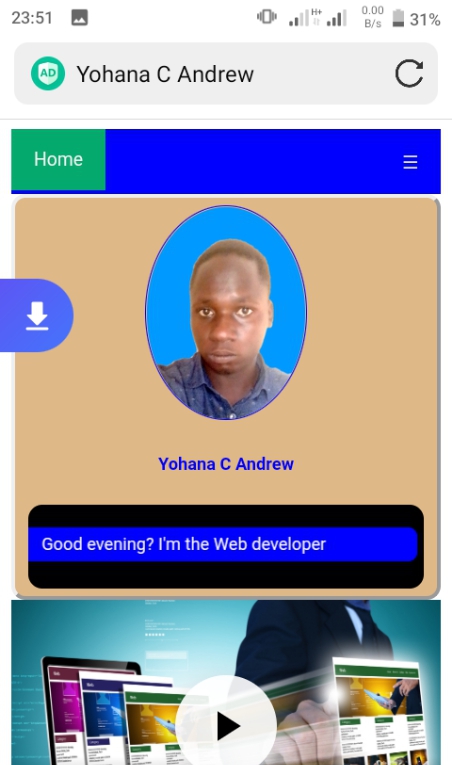 23:51
H+
0.00
B/s
31%
AD
Yohana C Andrew
Home
Yohana C Andrew
Good evening? I'm the Web developer